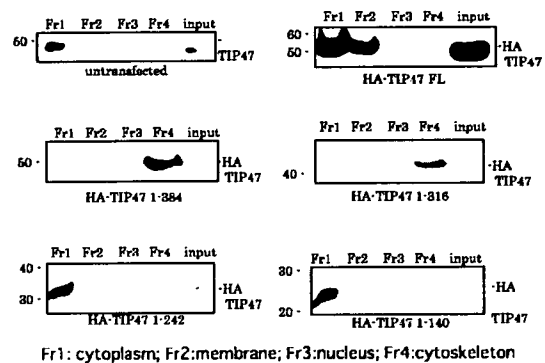 Fr1 Fr2 Fr3 Fr4 input
60 -
TIP47
untranafected
Fr1 Fr2 Fr3 Fr4 input
60 -
50 -
-HA
TIP47
HA-TIP47 FL
Fr1 Fr2 Fr3 Fr4 input
50 -
-HA
TIP47
HA-TIP47 1-384
Fr1 Fr2 Fr3 Fr4 input
40 -
-HA
TIP47
HA-TIP47 1-316
Fr1 Fr2 Fr3 Fr4 input
40 -
30 -
-HA
TIP47
HA-TIP47 1-242
Fr1 Fr2 Fr3 Fr4 input
30 -
20 -
-HA
TIP47
HA-TIP47 1-140
Fr1: cytoplasm; Fr2:membrane; Fr3:nucleus; Fr4:cytoskeleton